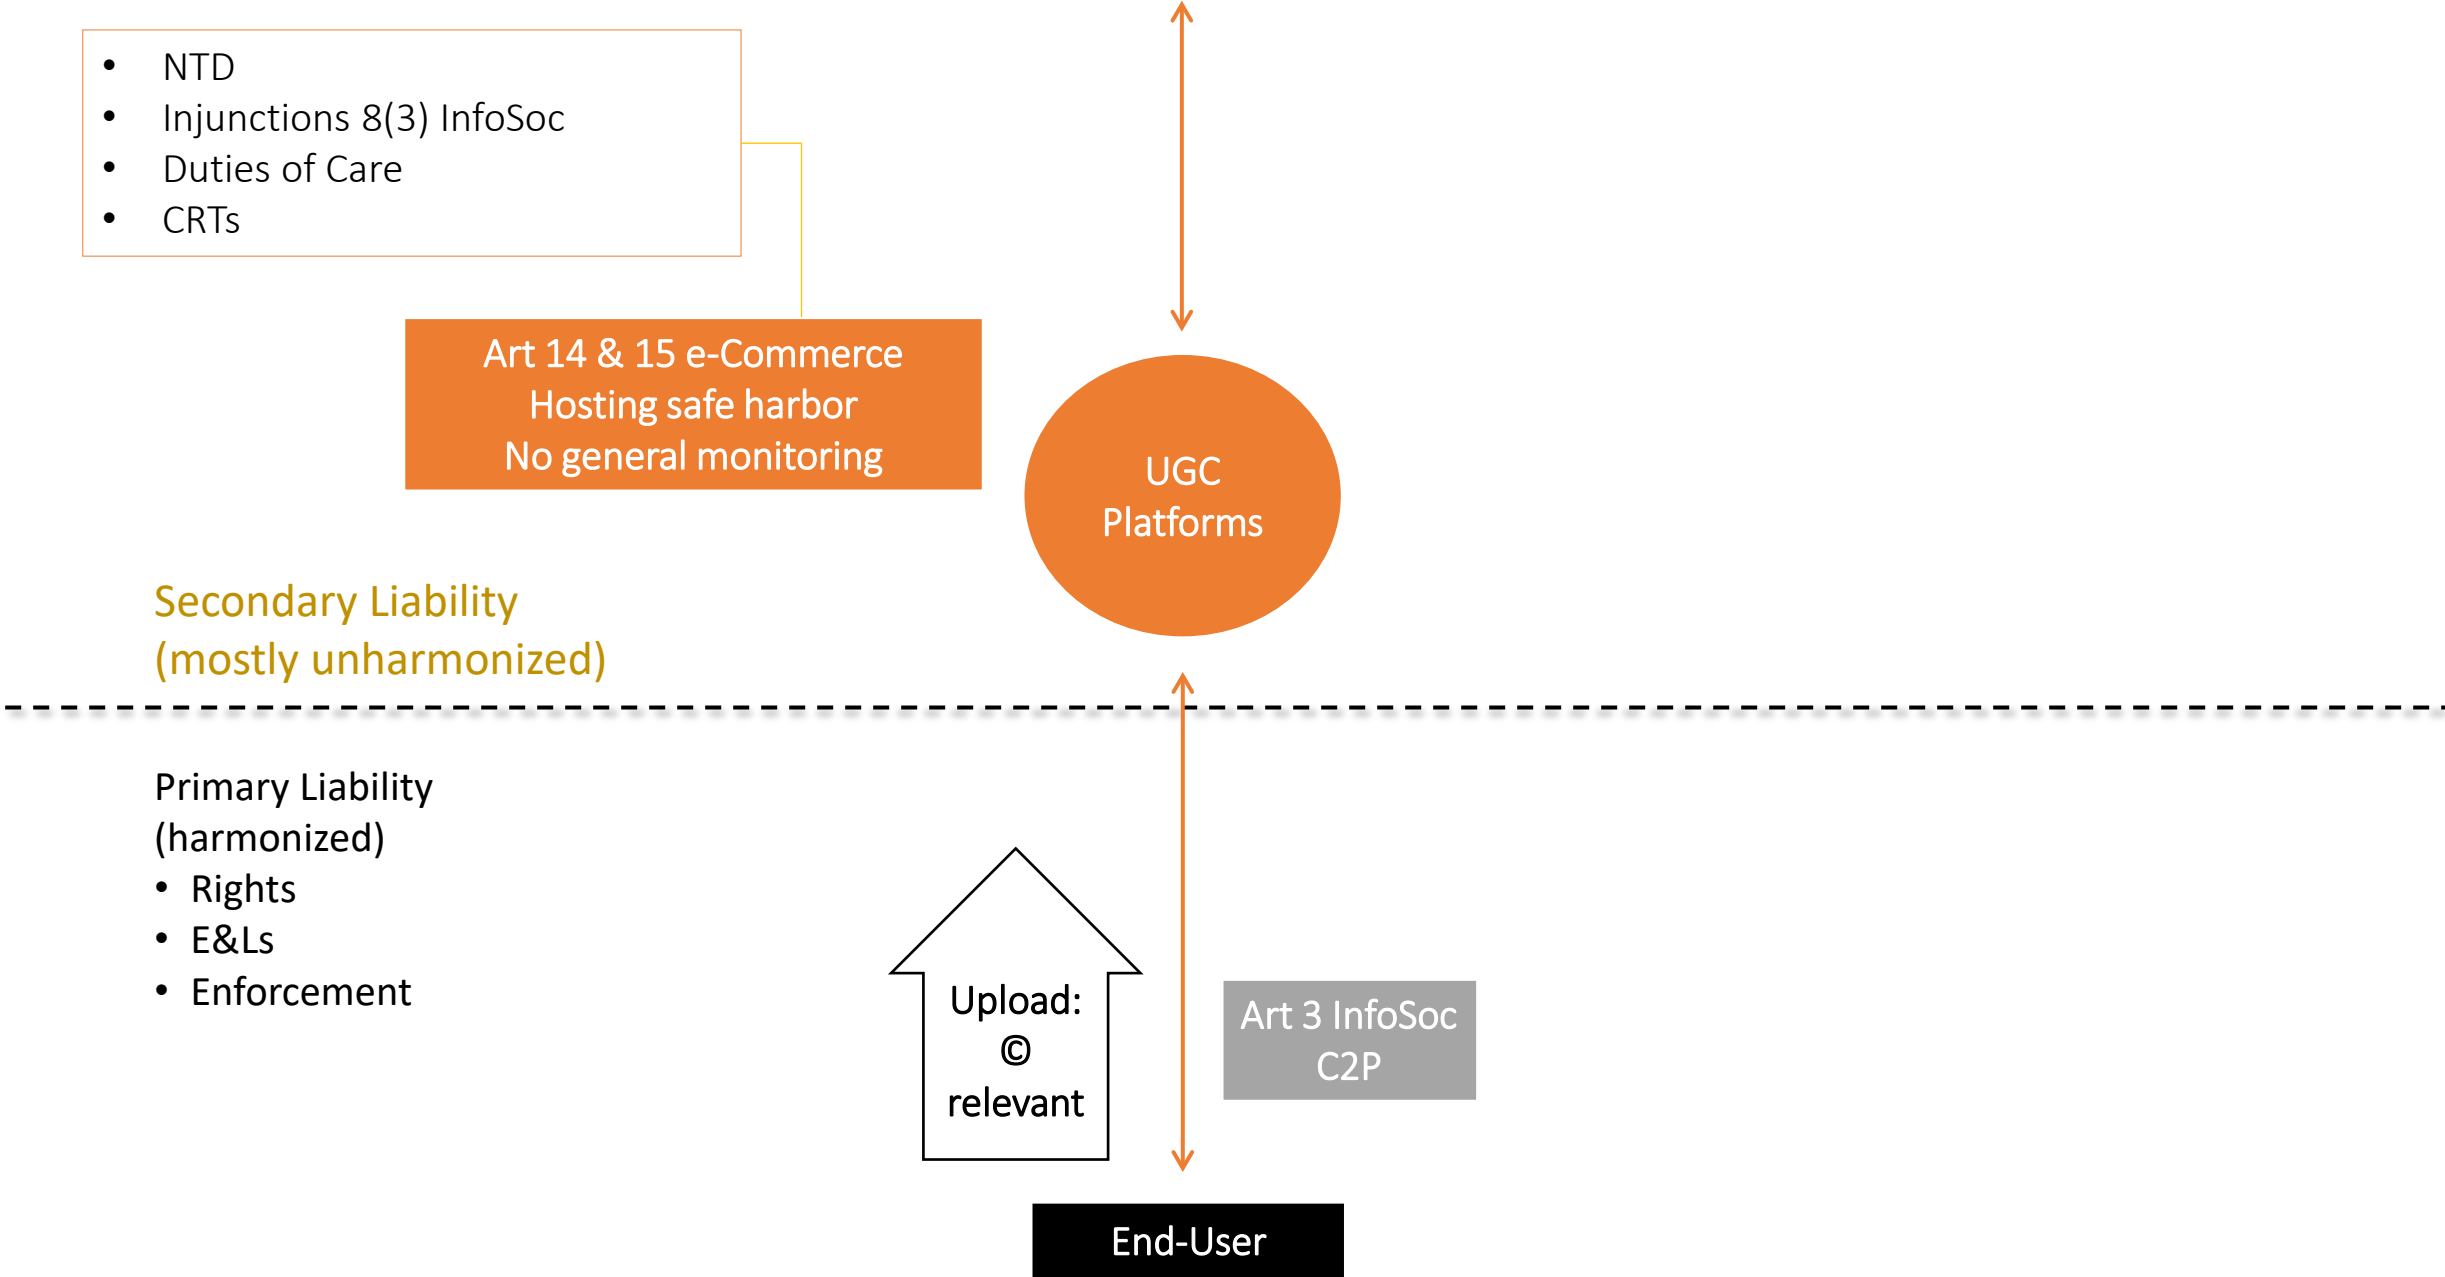 • NTD
• Injunctions 8(3) InfoSoc
• Duties of Care
• CRTs
Art 14 & 15 e-Commerce
Hosting safe harbor
No general monitoring
UGC
Platforms
Secondary Liability
(mostly unharmonized)
Primary Liability
(harmonized)
• Rights
• E&Ls
• Enforcement
Upload:
©
relevant
Art 3 InfoSoc
C2P
End-User